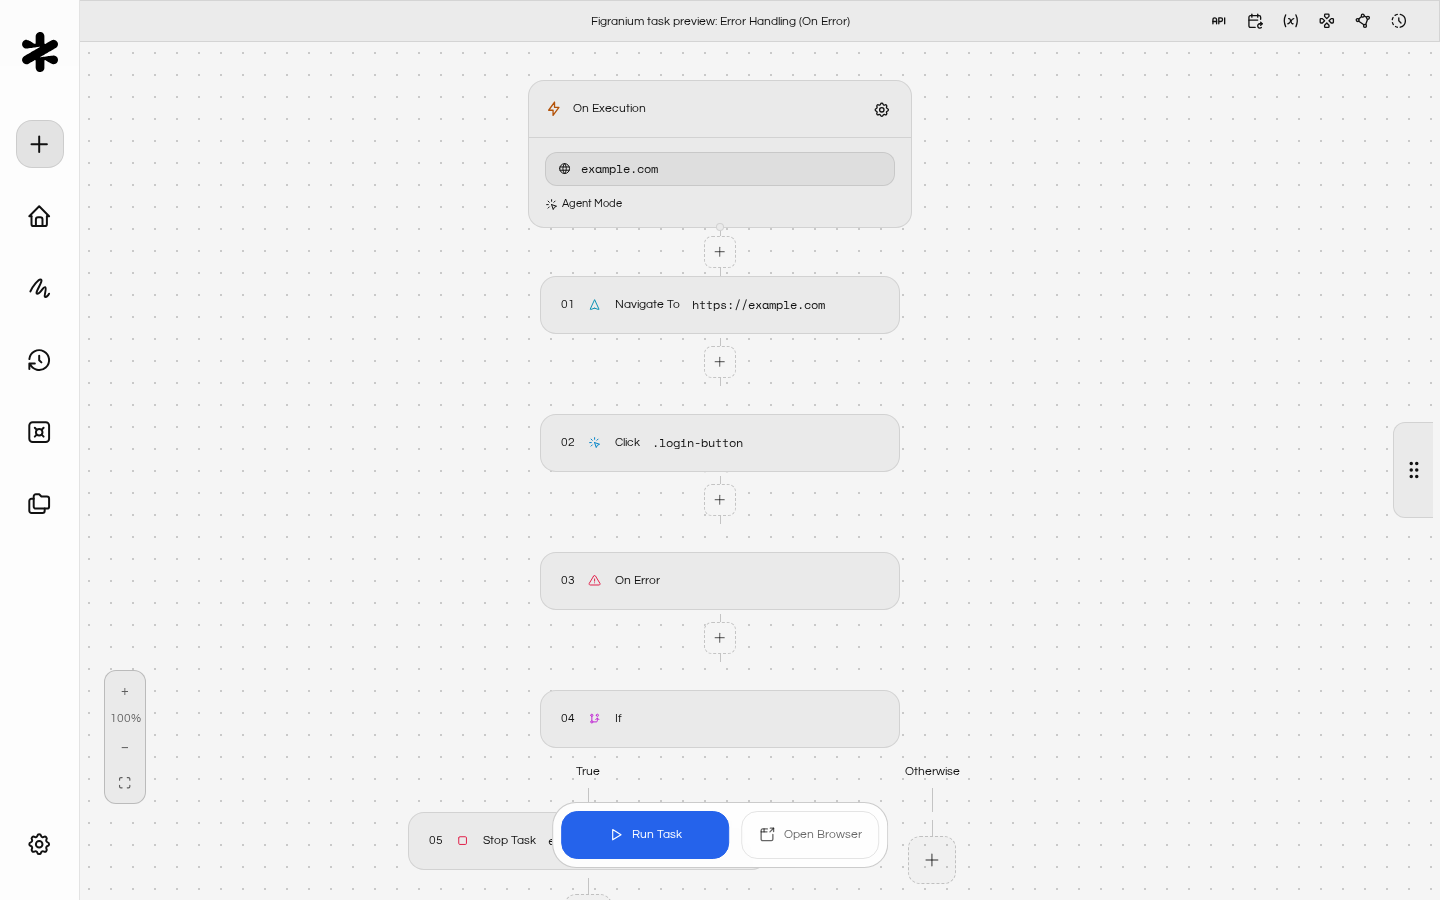 Figranium task preview: Error Handling (On Error)
API
On Execution
example.com
Agent Mode
01 Navigate To https://example.com
02 Click .login-button
03 On Error
04 If
100%
True
Otherwise
05 Stop Task
Run Task
Open Browser